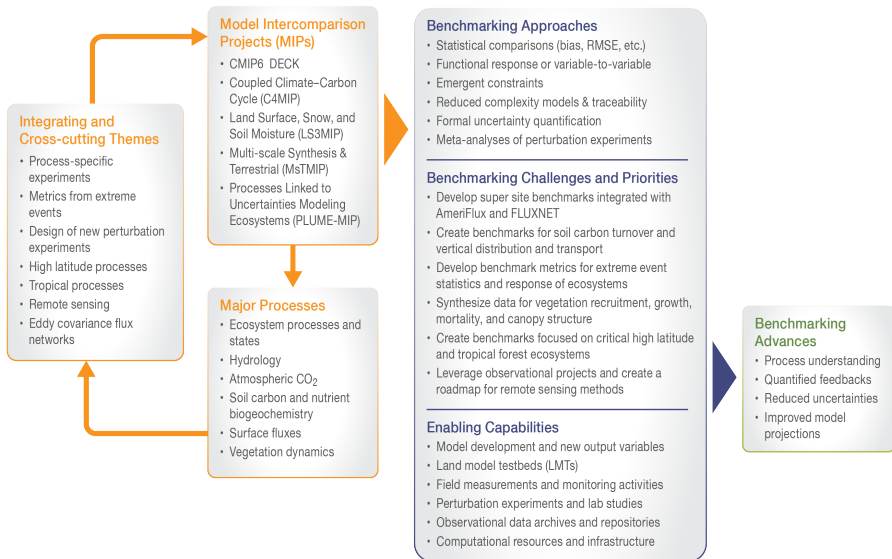 Integrating and
Cross-cutting Themes
• Process-specific
experiments
• Metrics from extreme
events
• Design of new perturbation
experiments
• High latitude processes
• Tropical processes
• Remote sensing
• Eddy covariance flux
networks
Model Intercomparison
Projects (MIPs)
• CMIP6 DECK
• Coupled Climate–Carbon
Cycle (C4MIP)
• Land Surface, Snow, and
Soil Moisture (LS3MIP)
• Multi-scale Synthesis &
Terrestrial (MsTMIP)
• Processes Linked to
Uncertainties Modeling
Ecosystems (PLUME-MIP)
Major Processes
• Ecosystem processes and
states
• Hydrology
• Atmospheric CO₂
• Soil carbon and nutrient
biogeochemistry
• Surface fluxes
• Vegetation dynamics
Benchmarking Approaches
• Statistical comparisons (bias, RMSE, etc.)
• Functional response or variable-to-variable
• Emergent constraints
• Reduced complexity models & traceability
• Formal uncertainty quantification
• Meta-analyses of perturbation experiments
Benchmarking Challenges and Priorities
• Develop super site benchmarks integrated with
AmeriFlux and FLUXNET
• Create benchmarks for soil carbon turnover and
vertical distribution and transport
• Develop benchmark metrics for extreme event
statistics and response of ecosystems
• Synthesize data for vegetation recruitment, growth,
mortality, and canopy structure
• Create benchmarks focused on critical high latitude
and tropical forest ecosystems
• Leverage observational projects and create a
roadmap for remote sensing methods
Enabling Capabilities
• Model development and new output variables
• Land model testbeds (LMTs)
• Field measurements and monitoring activities
• Perturbation experiments and lab studies
• Observational data archives and repositories
• Computational resources and infrastructure
Benchmarking
Advances
• Process understanding
• Quantified feedbacks
• Reduced uncertainties
• Improved model
projections